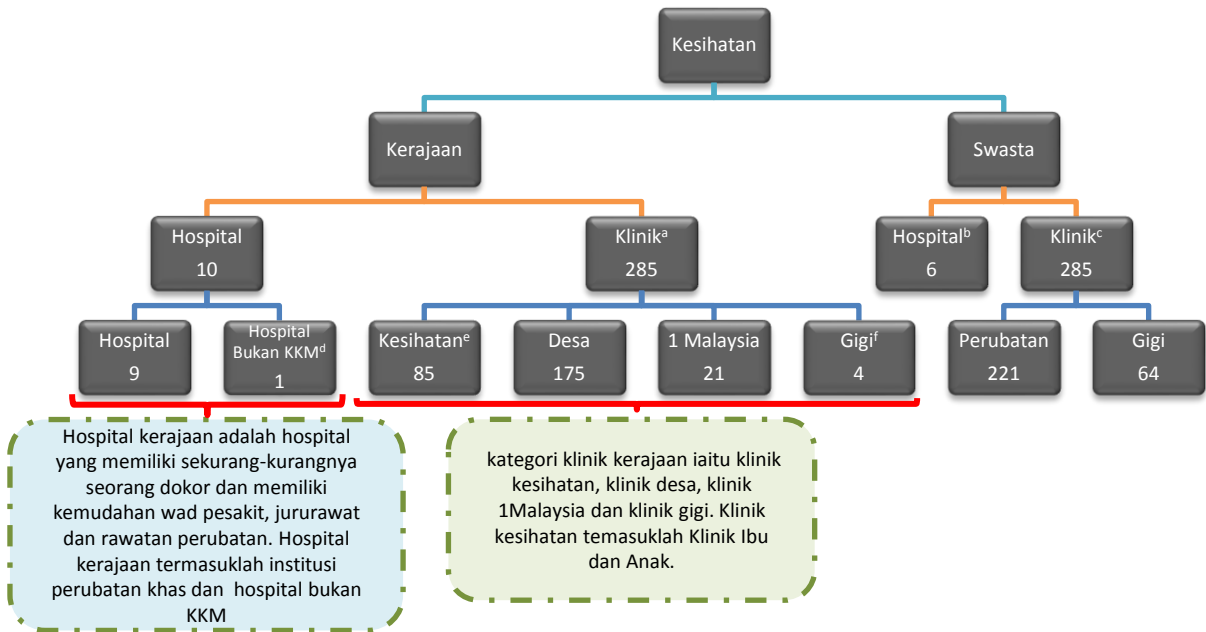 Kesihatan
Kerajaan
Swasta
Hospital
10
Klinikᵃ
285
Hospitalᵇ
6
Klinikᶜ
285
Hospital
9
Hospital
Bukan KKMᵈ
1
Kesihatanᵉ
85
Desa
175
1 Malaysia
21
Gigiᶠ
4
Perubatan
221
Gigi
64
Hospital kerajaan adalah hospital
yang memiliki sekurang-kurangnya
seorang dokor dan memiliki
kemudahan wad pesakit, jururawat
dan rawatan perubatan. Hospital
kerajaan termasuklah institusi
perubatan khas dan hospital bukan
KKM
kategori klinik kerajaan iaitu klinik
kesihatan, klinik desa, klinik
1Malaysia dan klinik gigi. Klinik
kesihatan temasuklah Klinik Ibu
dan Anak.